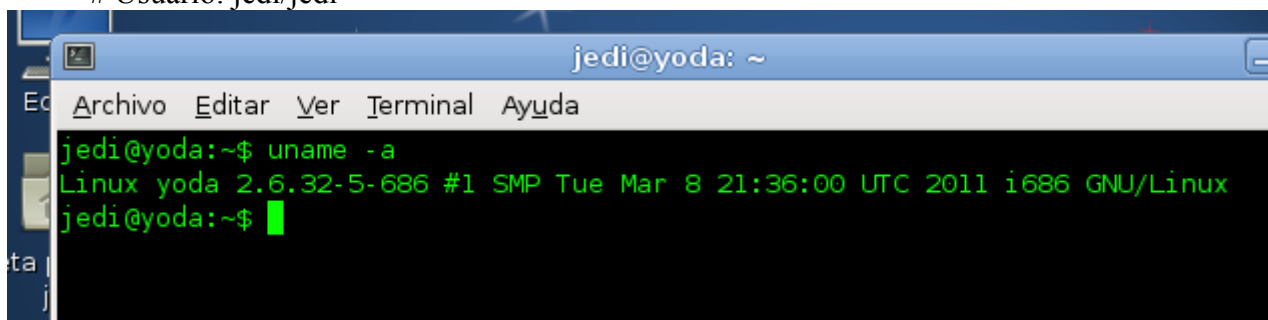 # Usuario: jedi/jedi
jedi@yoda: ~
Archivo Editar Ver Terminal Ayuda
jedi@yoda:~$ uname -a
Linux yoda 2.6.32-5-686 #1 SMP Tue Mar 8 21:36:00 UTC 2011 i686 GNU/Linux
jedi@yoda:~$